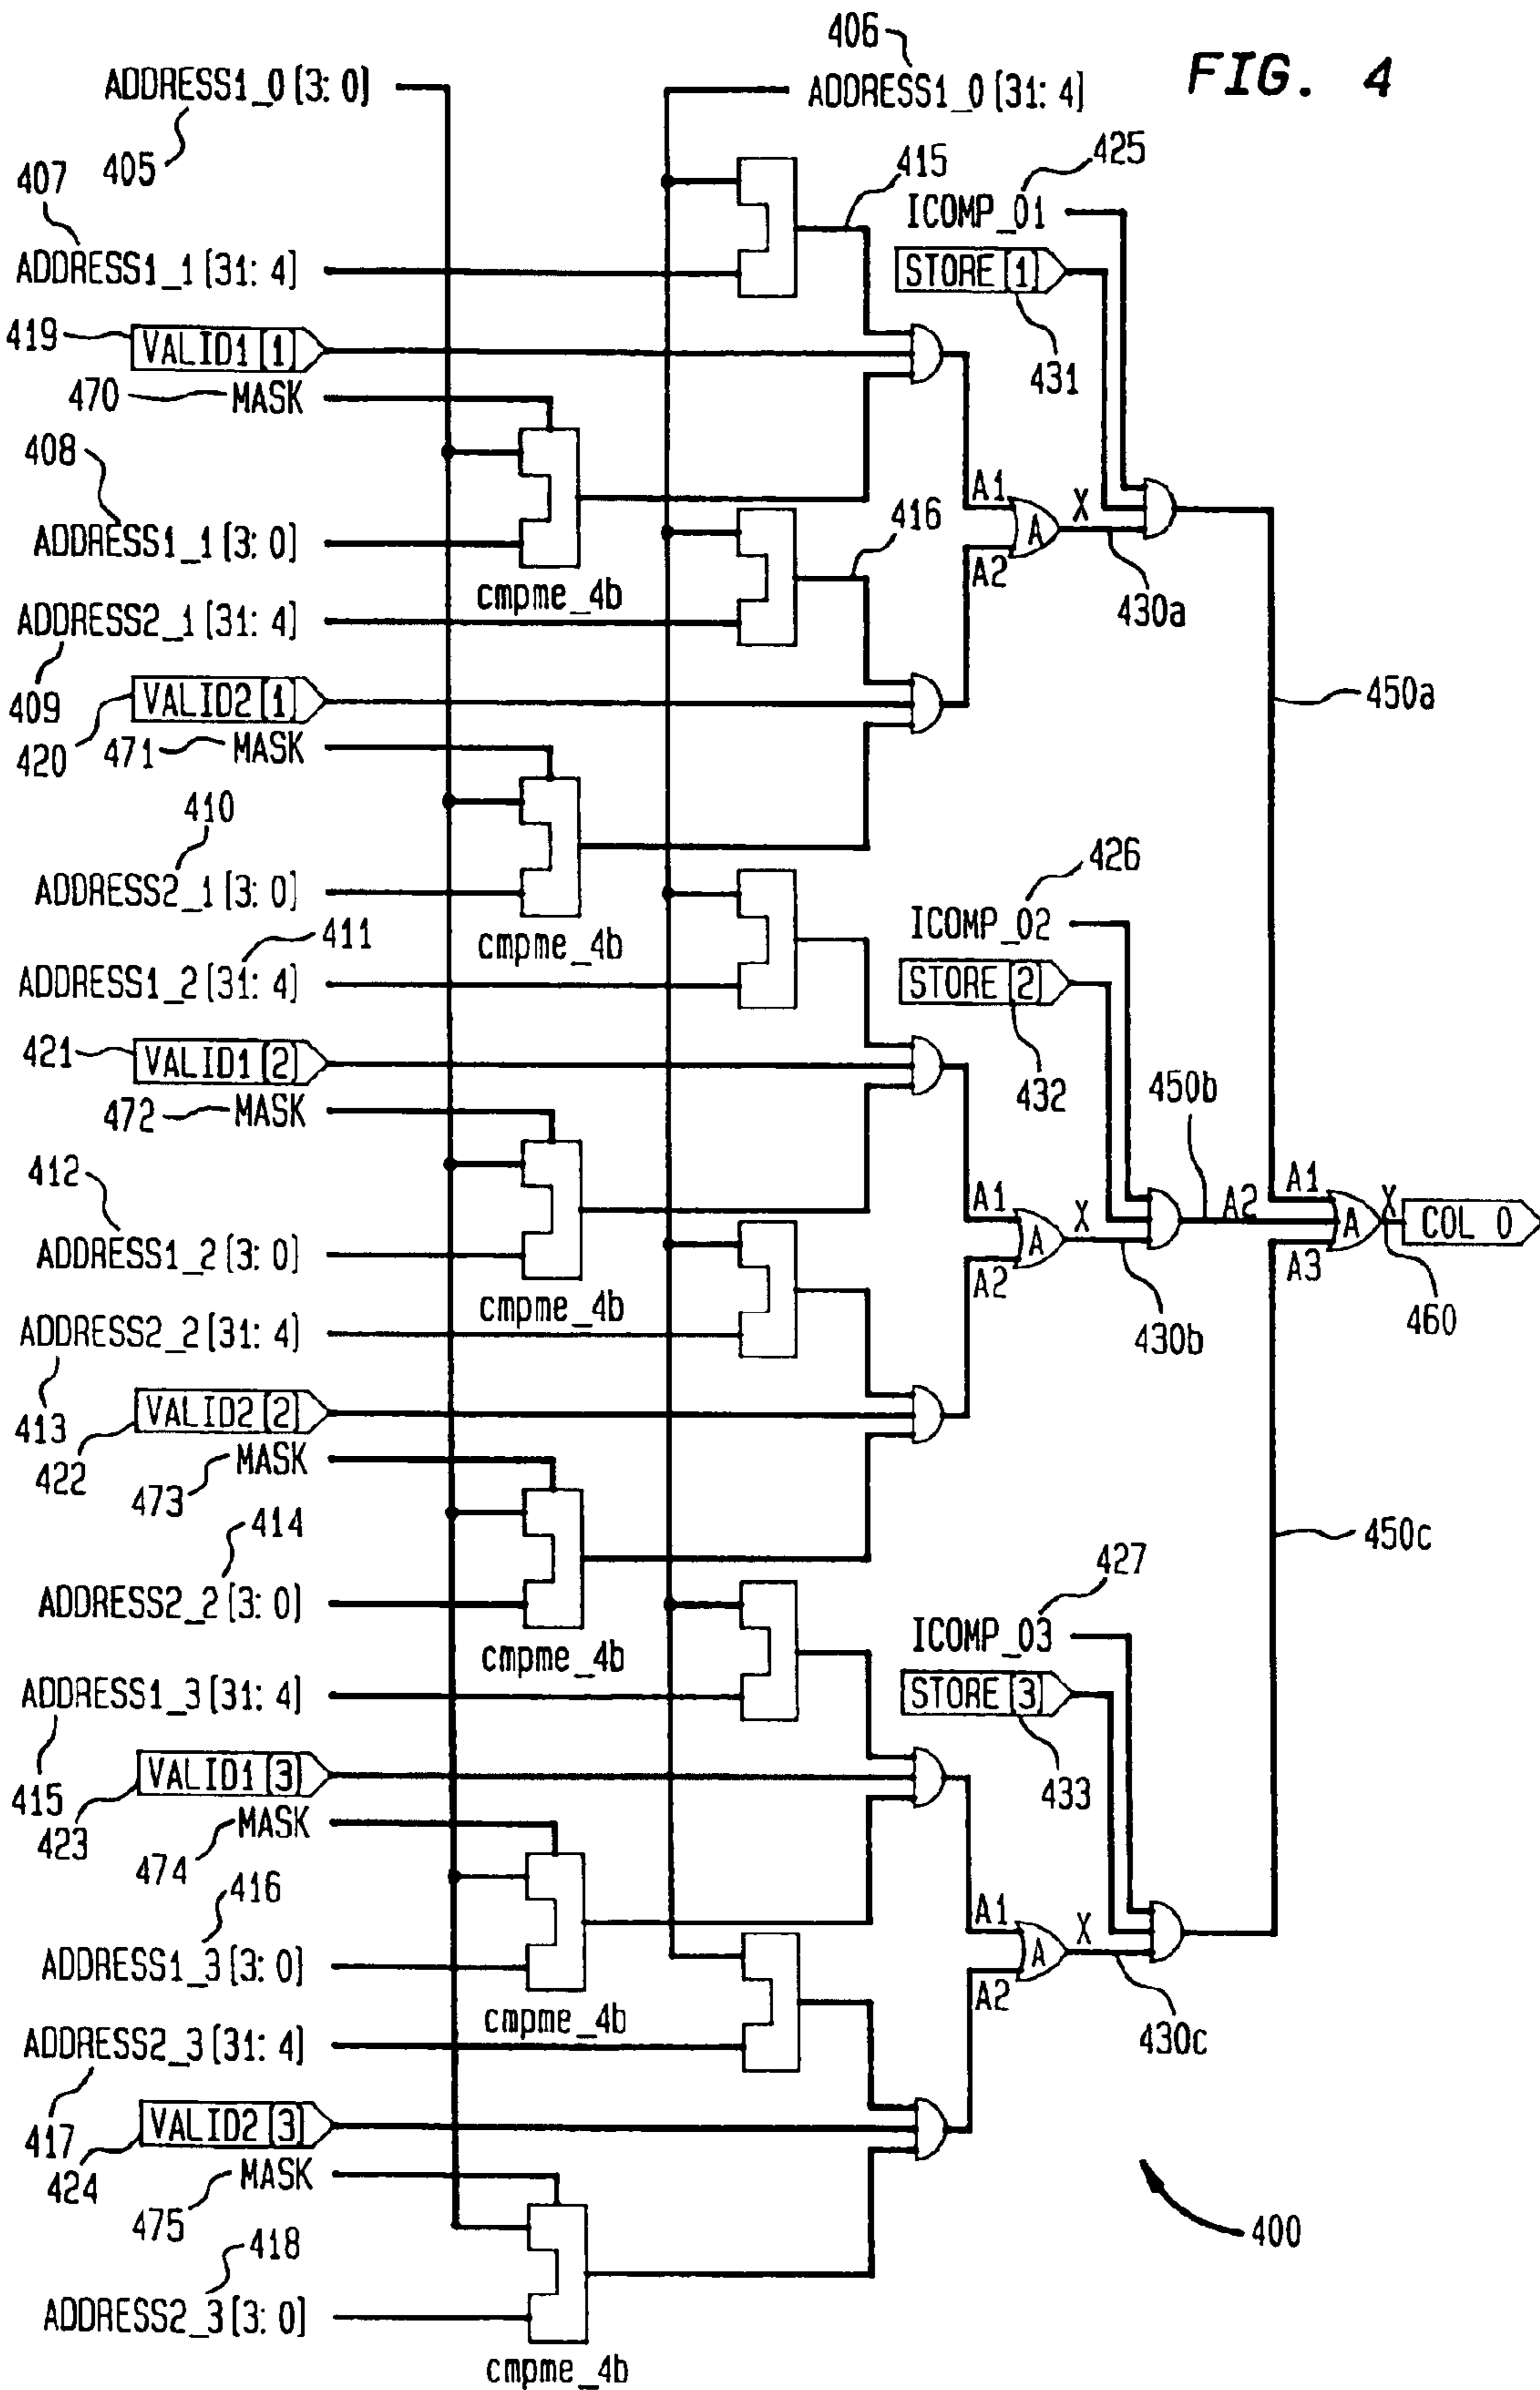 FIG. 4
406
ADDRESS1_0 [3: 0]
ADDRESS1_0 [31: 4]
405
407
415
425
ICOMP_01
ADDRESS1_1 [31: 4]
STORE [1]
419
VALID1 [1]
431
470
MASK
408
ADDRESS1_1 [3: 0]
cmpme_4b
416
A1
A
X
A2
430a
ADDRESS2_1 [31: 4]
409
VALID2 [1]
420
471
MASK
450a
410
ADDRESS2_1 [3: 0]
cmpme_4b
426
ICOMP_02
411
ADDRESS1_2 [31: 4]
STORE [2]
421
VALID1 [2]
432
450b
472
MASK
412
ADDRESS1_2 [3: 0]
cmpme_4b
A1
A
X
A2
430b
A2
A1
A
X
COL 0
A3
460
ADDRESS2_2 [31: 4]
413
VALID2 [2]
422
473
MASK
414
ADDRESS2_2 [3: 0]
cmpme_4b
450c
427
ICOMP_03
ADDRESS1_3 [31: 4]
STORE [3]
415
VALID1 [3]
423
433
474
MASK
416
ADDRESS1_3 [3: 0]
cmpme_4b
A1
A
X
A2
430c
ADDRESS2_3 [31: 4]
417
VALID2 [3]
424
475
MASK
418
400
ADDRESS2_3 [3: 0]
cmpme_4b